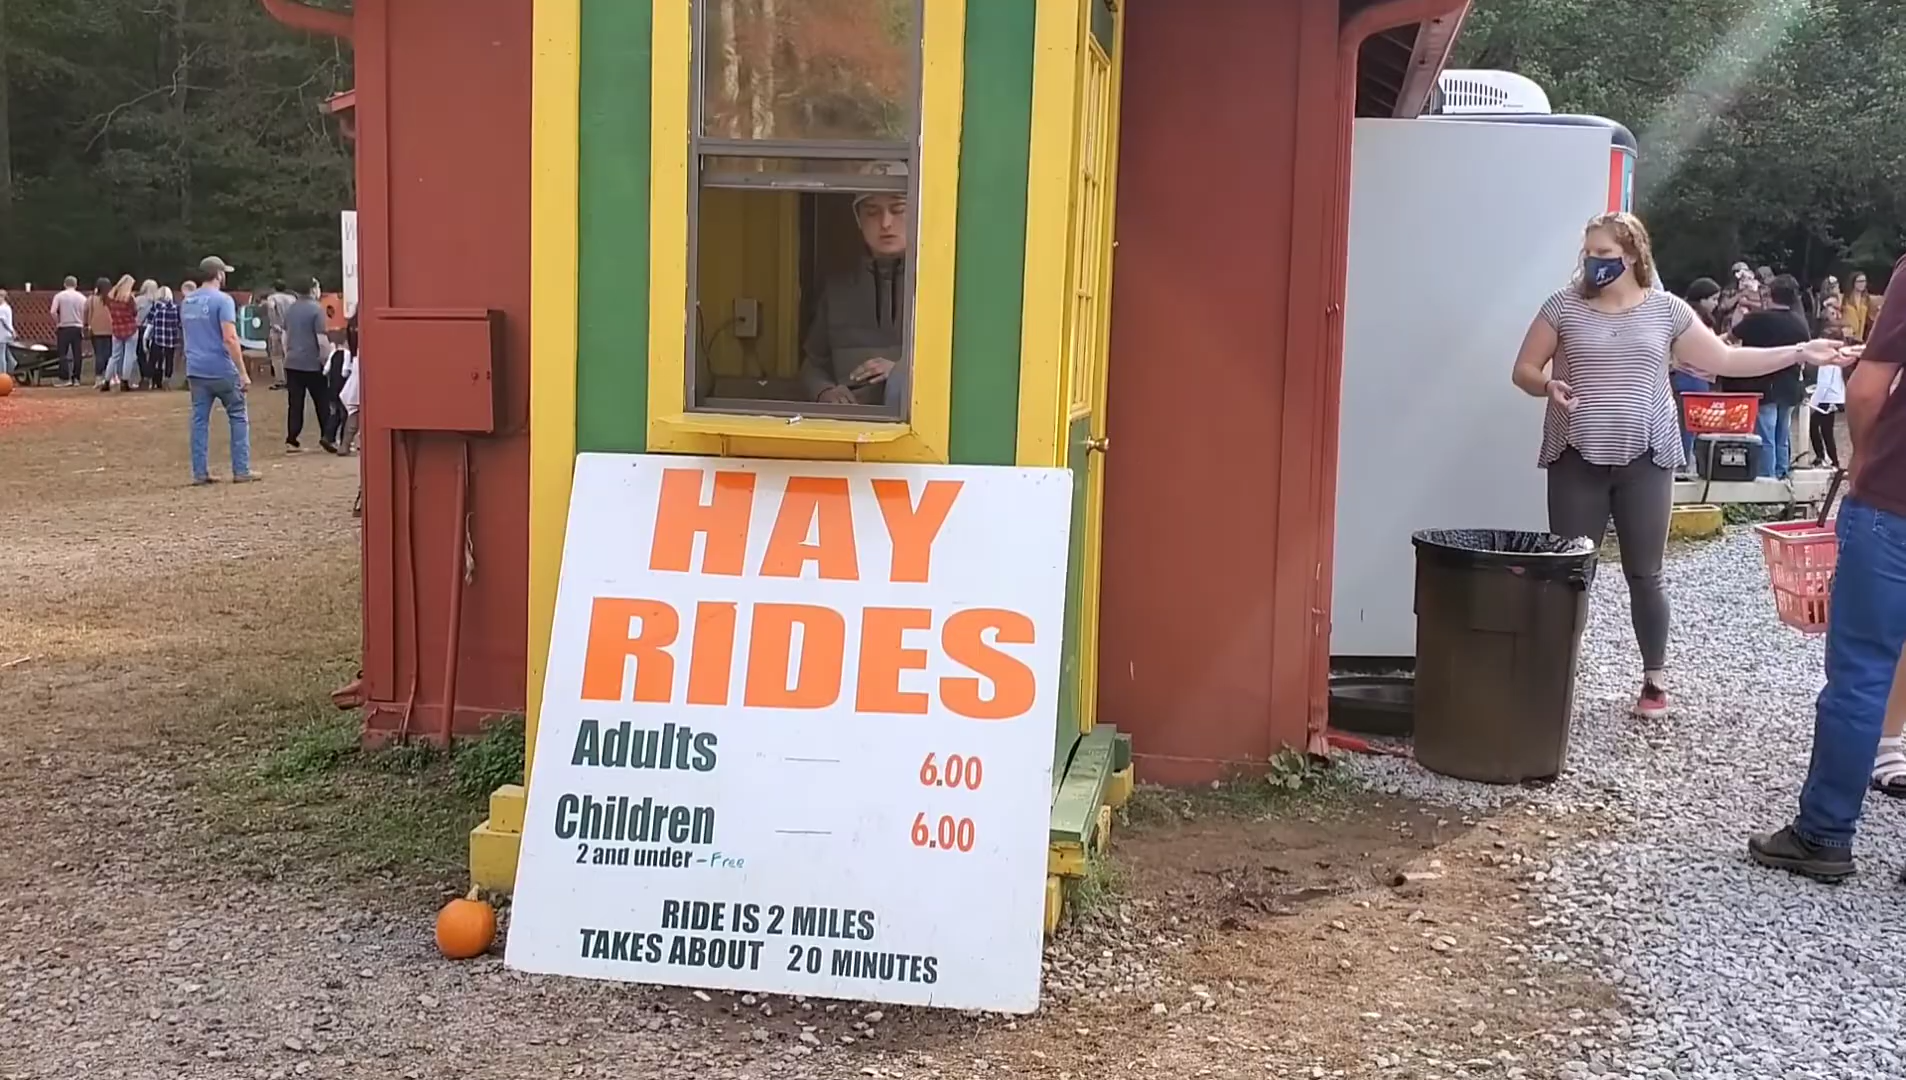 HAY
RIDES
Adults — 6.00
Children — 6.00
2 and under - Free
RIDE IS 2 MILES
TAKES ABOUT 20 MINUTES